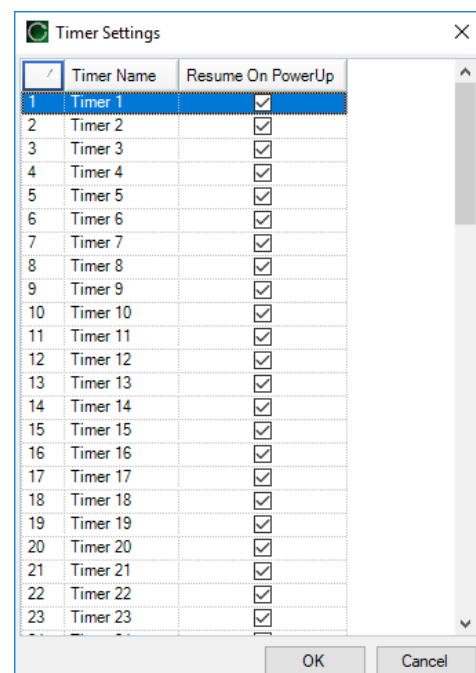 Timer Settings
Timer Name Resume On PowerUp
1 Timer 1
2 Timer 2
3 Timer 3
4 Timer 4
5 Timer 5
6 Timer 6
7 Timer 7
8 Timer 8
9 Timer 9
10 Timer 10
11 Timer 11
12 Timer 12
13 Timer 13
14 Timer 14
15 Timer 15
16 Timer 16
17 Timer 17
18 Timer 18
19 Timer 19
20 Timer 20
21 Timer 21
22 Timer 22
23 Timer 23
OK Cancel